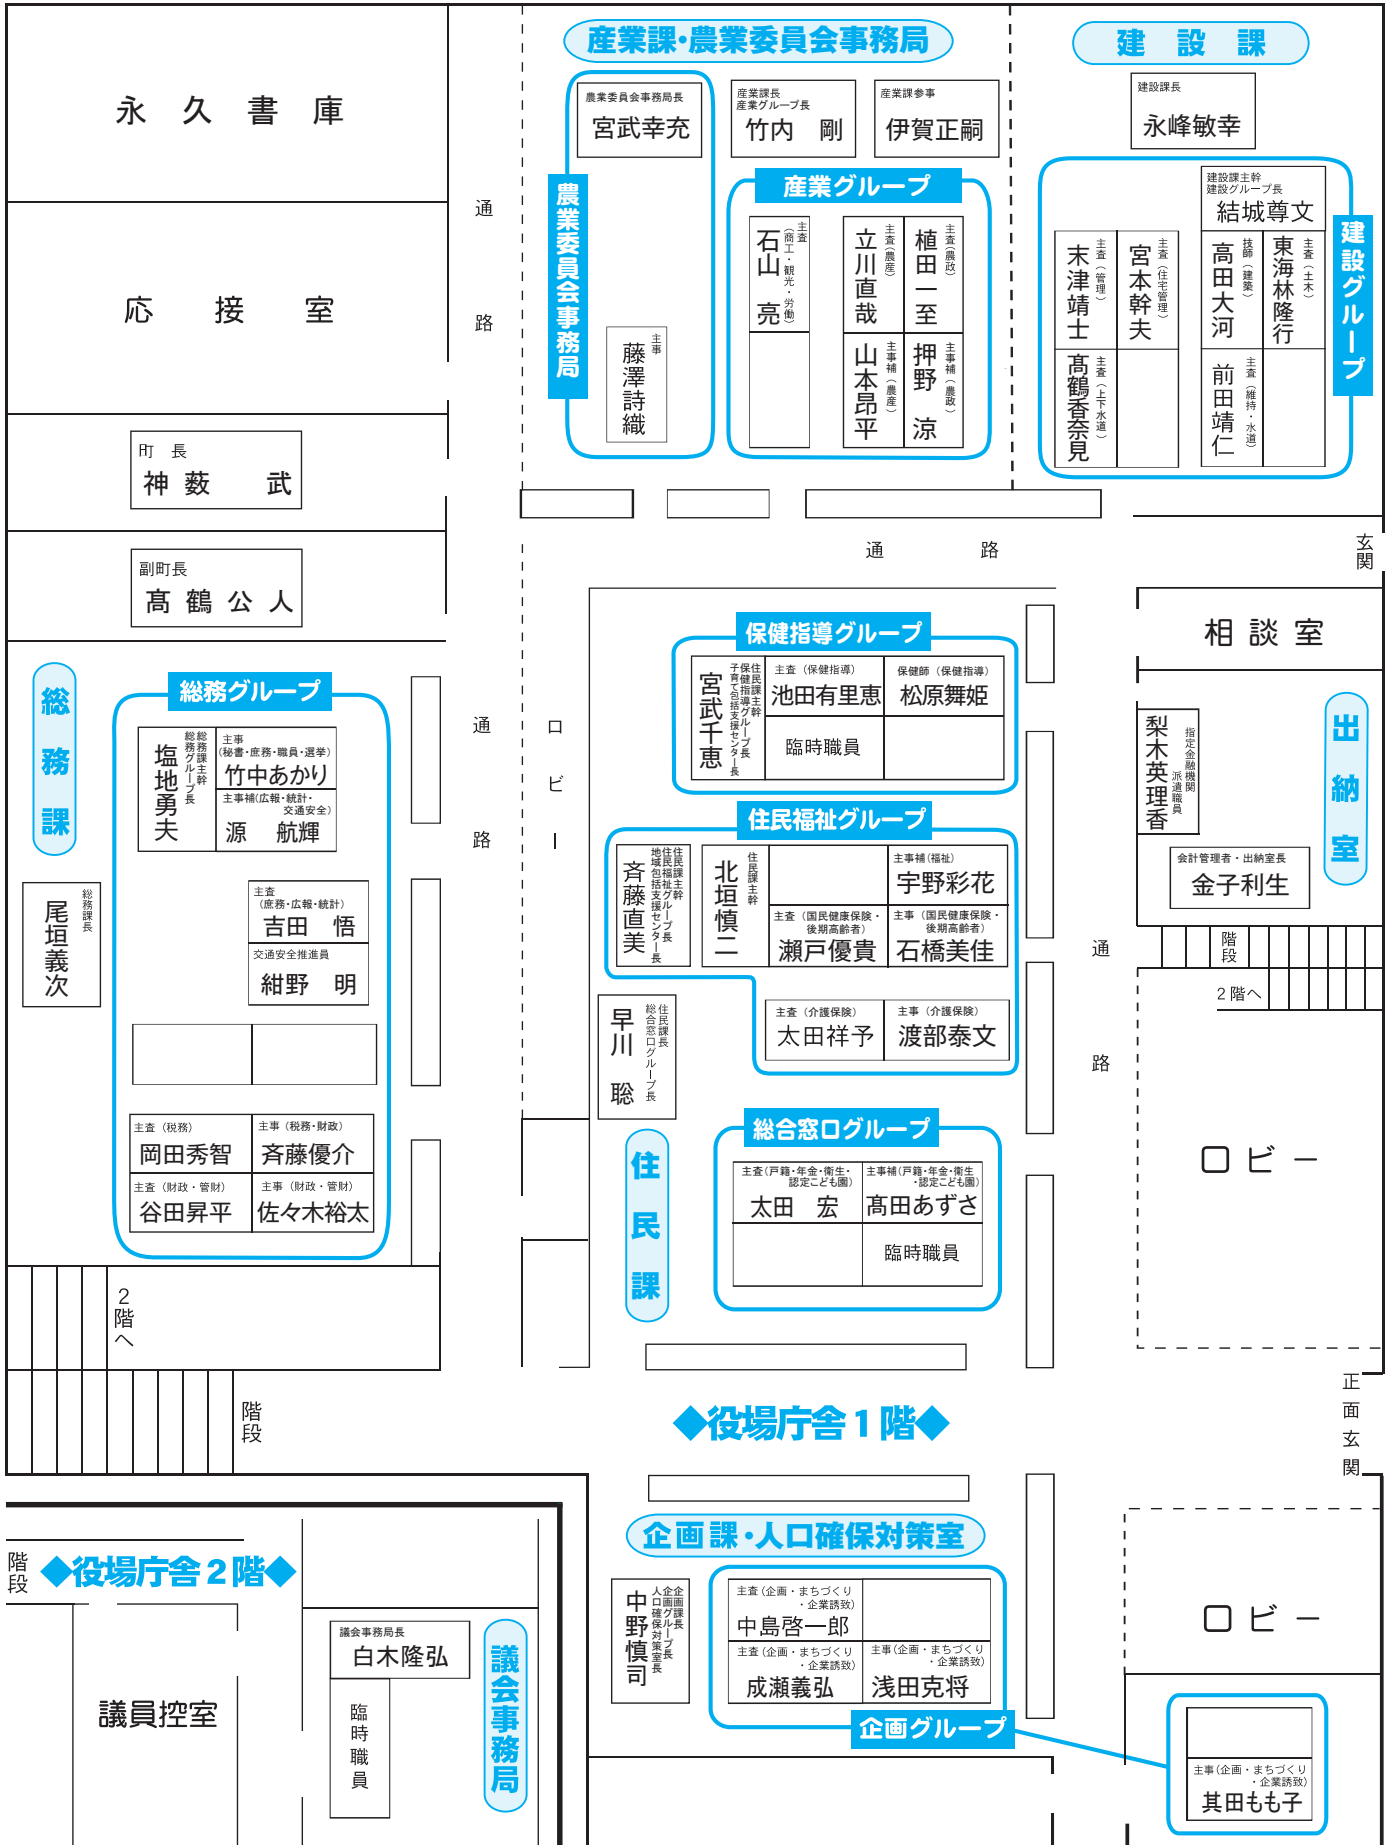 産業課・農業委員会事務局
建設課
永久書庫
応接室
通路
農業委員会事務局長
宮武幸充
農業委員会事務局
主事
藤澤詩織
産業課長
産業グループ長
竹内 剛
産業課参事
伊賀正嗣
産業グループ
主査
(商工・観光・労働)
石山 亮
主査(農産)
立川直哉
主査(農政)
植田一至
主事補(農産)
山本昂平
主事補(農政)
押野 涼
建設課長
永峰敏幸
建設グループ
建設課主幹
建設グループ長
結城尊文
主査(管理)
末津靖士
主査(住宅管理)
宮本幹夫
技師(建築)
高田大河
主査(土木)
東海林隆行
主査(上下水道)
髙鶴香奈見
主査(維持・水道)
前田靖仁
町長
神薮 武
副町長
髙鶴公人
通路
玄関
相談室
総務課
総務グループ
総務課主幹
総務グループ長
塩地勇夫
主事
(秘書・庶務・職員・選挙)
竹中あかり
主事補(広報・統計・
交通安全)
源 航輝
総務課長
尾垣義次
主査
(庶務・広報・統計)
吉田 悟
交通安全推進員
紺野 明
主査(税務)
岡田秀智
主事(税務・財政)
斉藤優介
主査(財政・管財)
谷田昇平
主事(財政・管財)
佐々木裕太
通路
ロビー
保健指導グループ
住民課主幹
保健指導グループ長
子育て包括支援センター長
宮武千恵
主査(保健指導)
池田有里恵
保健師(保健指導)
松原舞姫
臨時職員
住民福祉グループ
住民課主幹
住民福祉グループ長
地域包括支援センター長
斉藤直美
住民課主幹
北垣慎二
主事補(福祉)
宇野彩花
主査(国民健康保険・
後期高齢者)
瀬戸優貴
主事(国民健康保険・
後期高齢者)
石橋美佳
主査(介護保険)
太田祥予
主事(介護保険)
渡部泰文
住民課長
総合窓口グループ長
早川 聡
住民課
総合窓口グループ
主査(戸籍・年金・衛生・
認定こども園)
太田 宏
主事補(戸籍・年金・衛生
・認定こども園)
髙田あずさ
臨時職員
出納室
指定金融機関
派遣職員
梨木英理香
会計管理者・出納室長
金子利生
階段
2階へ
通路
ロビー
正面玄関
2階へ
階段
◆役場庁舎1階◆
企画課・人口確保対策室
企画課長
企画グループ長
人口確保対策室長
中野慎司
主査(企画・まちづくり
・企業誘致)
中島啓一郎
主査(企画・まちづくり
・企業誘致)
成瀬義弘
主事(企画・まちづくり
・企業誘致)
浅田克将
企画グループ
ロビー
主事(企画・まちづくり
・企業誘致)
其田もも子
階段
◆役場庁舎2階◆
議員控室
議会事務局長
白木隆弘
臨時職員
議会事務局